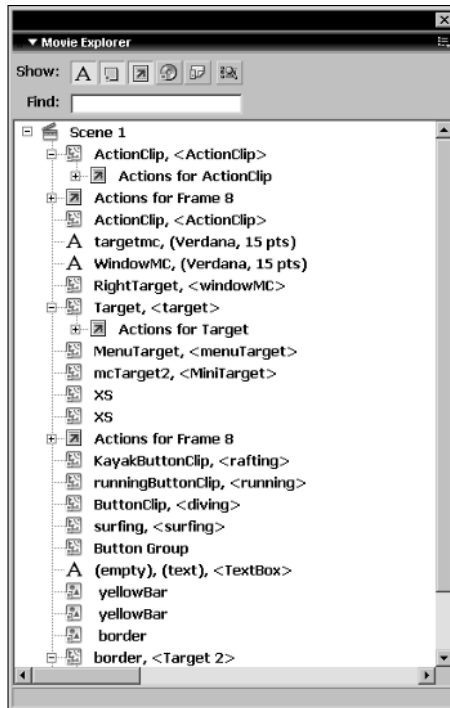 Movie Explorer
Show: A
Find:
Scene 1
ActionClip, <ActionClip>
Actions for ActionClip
Actions for Frame 8
ActionClip, <ActionClip>
A targetmc, (Verdana, 15 pts)
A WindowMC, (Verdana, 15 pts)
RightTarget, <windowMC>
Target, <target>
Actions for Target
MenuTarget, <menuTarget>
mcTarget2, <MiniTarget>
XS
XS
Actions for Frame 8
KayakButtonClip, <rafting>
runningButtonClip, <running>
ButtonClip, <diving>
surfing, <surfing>
Button Group
A (empty), (text), <TextBox>
yellowBar
yellowBar
border
border, <Target 2>